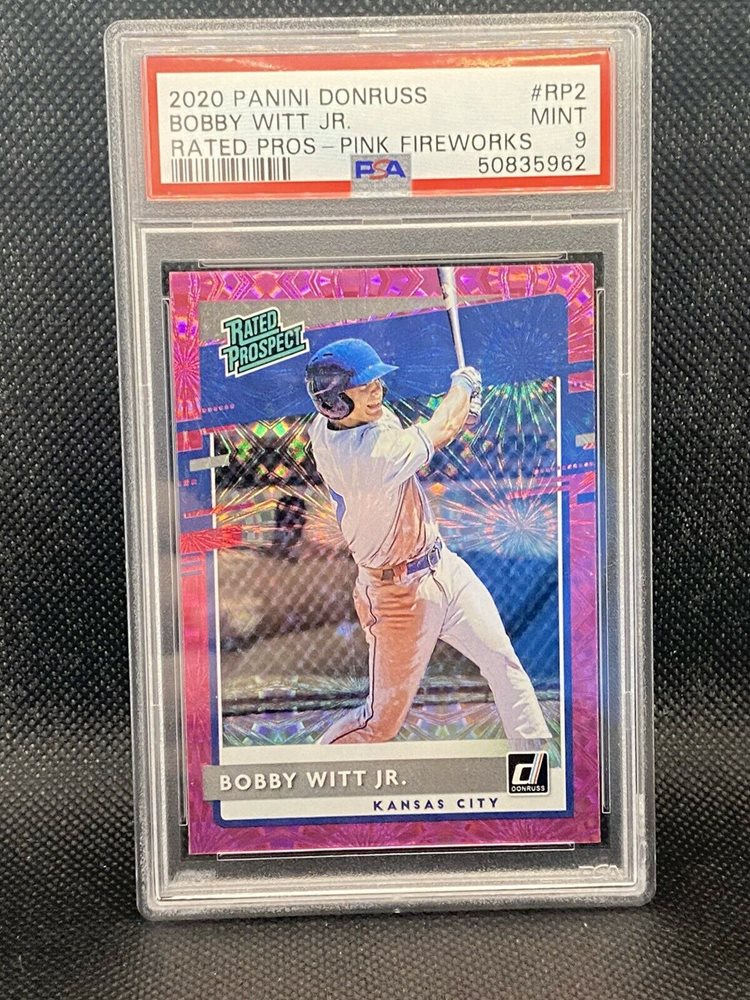 2020 PANINI DONRUSS #RP2
BOBBY WITT JR. MINT
RATED PROS - PINK FIREWORKS 9
PSA 50835962
RATED
PROSPECT
BOBBY WITT JR.
d
DONRUSS
KANSAS CITY
PSA